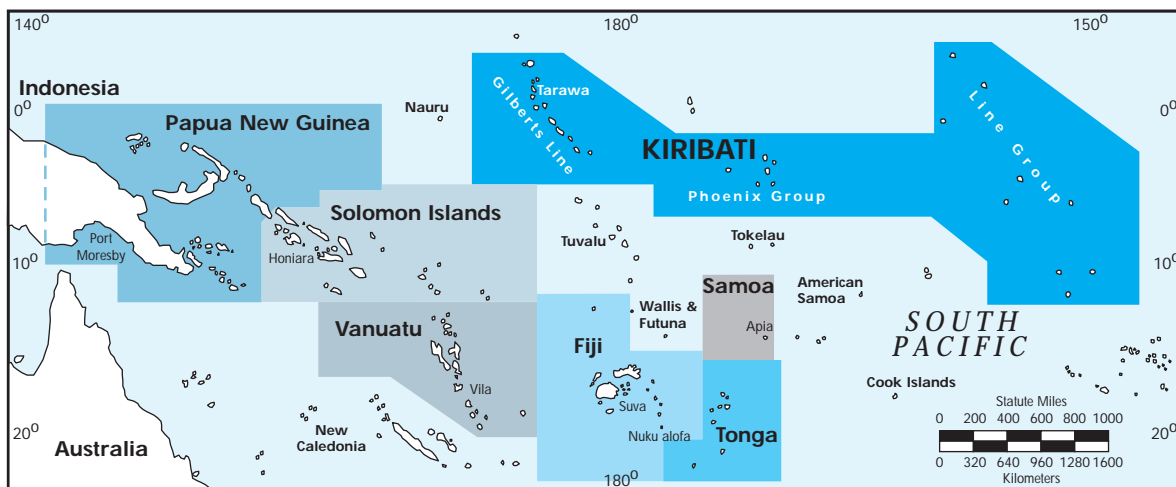 140⁰
180⁰
150⁰
Indonesia
0⁰
Papua New Guinea
Nauru
Tarawa
Gilberts Line
KIRIBATI
Phoenix Group
Line Group
0⁰
Solomon Islands
Port
Moresby
Honiara
10⁰
Tuvalu
Tokelau
10⁰
Samoa
American
Samoa
Wallis &
Futuna
Apia
Vanuatu
Fiji
SOUTH
PACIFIC
Vila
Suva
Cook Islands
New
Caledonia
Nuku alofa
Tonga
20⁰
Australia
180⁰
20⁰
Statute Miles
0 200 400 600 800 1000
0 320 640 960 1280 1600
Kilometers